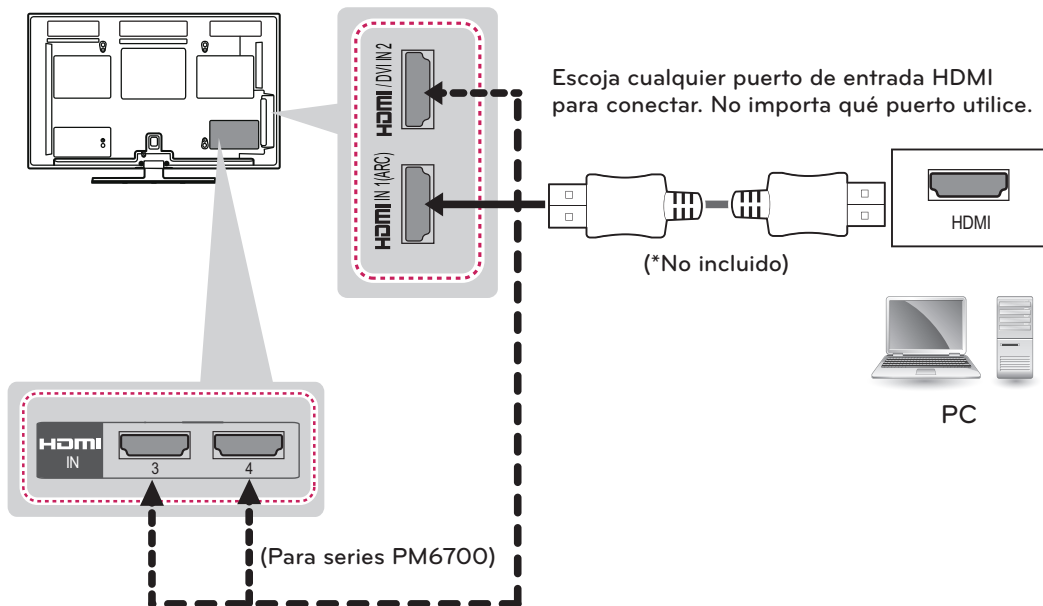 HDMI / DVI IN 2
HDMI IN 1(ARC)
Escoja cualquier puerto de entrada HDMI
para conectar. No importa qué puerto utilice.
HDMI
(*No incluido)
PC
HDMI
IN
3
4
(Para series PM6700)